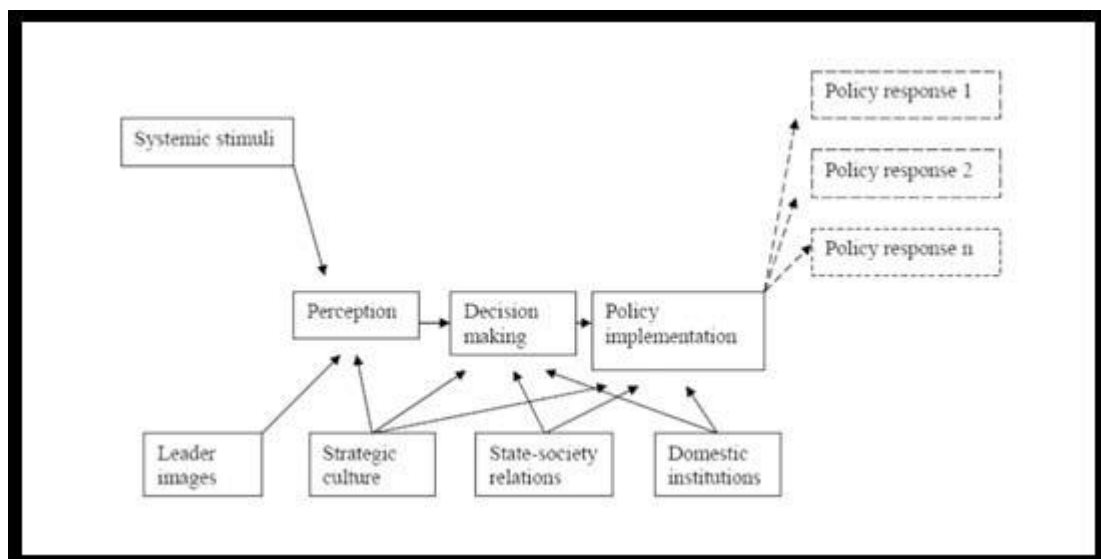 Policy response 1
Systemic stimuli
Policy response 2
Policy response n
Perception
Decision
making
Policy
implementation
Leader
images
Strategic
culture
State-society
relations
Domestic
institutions